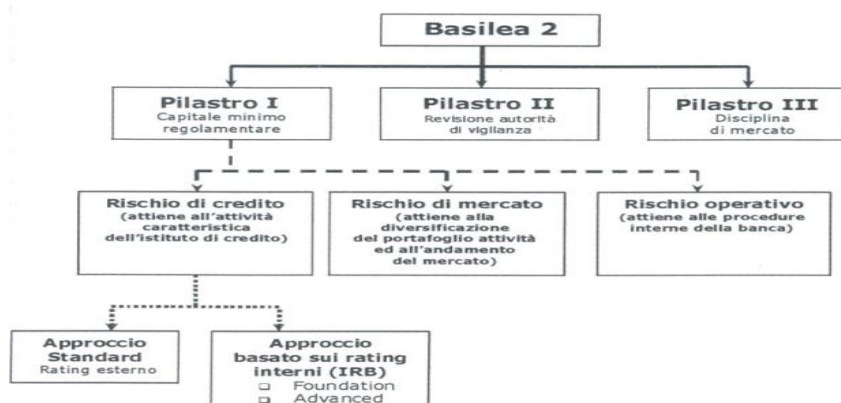 Basilea 2
Pilastro I
Capitale minimo
regolamentare
Pilastro II
Revisione autorità
di vigilanza
Pilastro III
Disciplina
di mercato
Rischio di credito
(attiene all'attività
caratteristica
dell'istituto di credito)
Rischio di mercato
(attiene alla
diversificazione
del portafoglio attività
ed all'andamento
del mercato)
Rischio operativo
(attiene alle procedure
interne della banca)
Approccio
Standard
Rating esterno
Approccio
basato sui rating
interni (IRB)
❑ Foundation
❑ Advanced